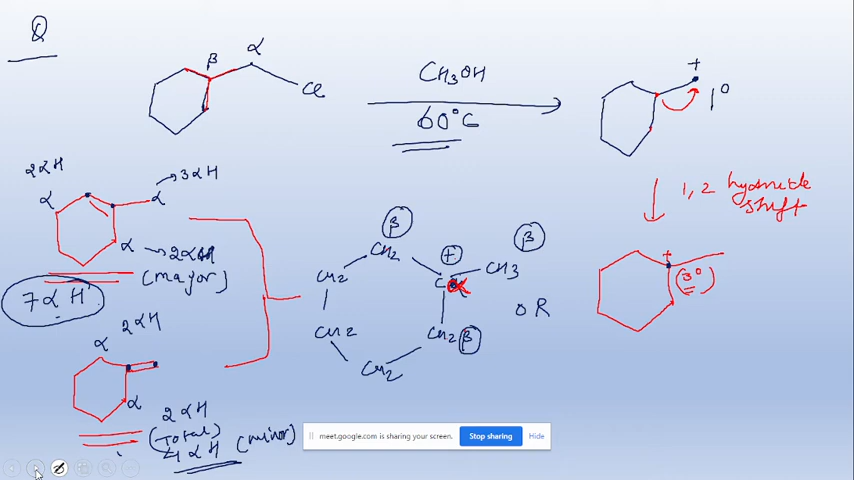 Q
β α
Cl
CH3OH
60°C
+
1°
1,2 hydride
shift
+
(3°)
2αH
α
α → 3αH
α → 2αH
(major)
7αH
β
CH2
+
β
CH3
CH2
C
OR
CH2
CH2 β
CH2
2αH
α
α
2αH
(Total)
4αH (minor)
meet.google.com is sharing your screen.
Stop sharing
Hide